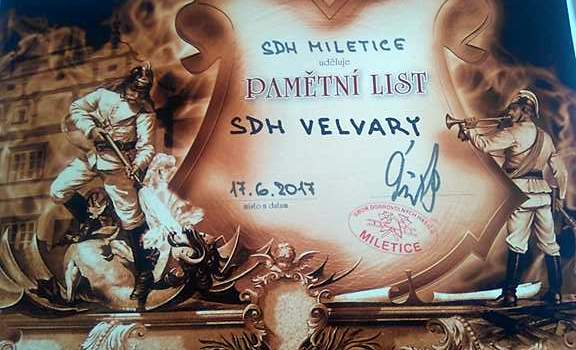 SDH MILETICE
uděluje
PAMĚTNÍ LIST
SDH VELVARY
17.6.2017
místo a datum
SBOR DOBROVOLNÝCH HASIČŮ
MILETICE